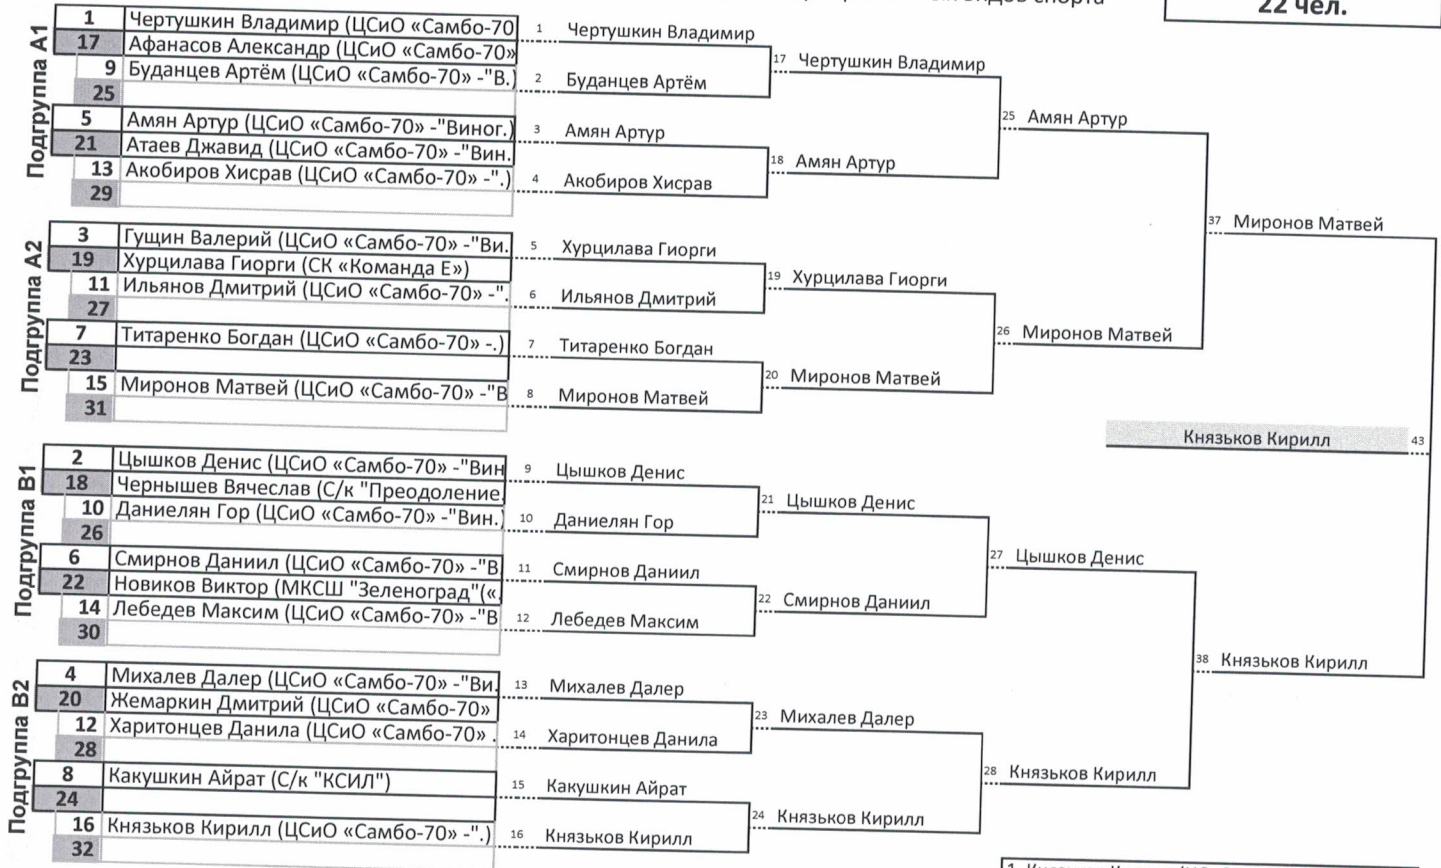 видов спорта
22 чел.
Подгруппа А1
1 Чертушкин Владимир (ЦСиО «Самбо-70
17 Афанасов Александр (ЦСиО «Самбо-70»
9 Буданцев Артём (ЦСиО «Самбо-70» -"В.)
25
5 Амян Артур (ЦСиО «Самбо-70» -"Виног.)
21 Атаев Джавид (ЦСиО «Самбо-70» -"Вин.
13 Акобиров Хисрав (ЦСиО «Самбо-70» -".)
29
1 Чертушкин Владимир
2 Буданцев Артём
3 Амян Артур
4 Акобиров Хисрав
17 Чертушкин Владимир
18 Амян Артур
25 Амян Артур
Подгруппа А2
3 Гущин Валерий (ЦСиО «Самбо-70» -"Ви.
19 Хурцилава Гиорги (СК «Команда Е»)
11 Ильянов Дмитрий (ЦСиО «Самбо-70» -".
27
7 Титаренко Богдан (ЦСиО «Самбо-70» -.)
23
15 Миронов Матвей (ЦСиО «Самбо-70» -"В
31
5 Хурцилава Гиорги
6 Ильянов Дмитрий
7 Титаренко Богдан
8 Миронов Матвей
19 Хурцилава Гиорги
20 Миронов Матвей
26 Миронов Матвей
37 Миронов Матвей
Князьков Кирилл 43
Подгруппа В1
2 Цышков Денис (ЦСиО «Самбо-70» -"Вин
18 Чернышев Вячеслав (С/к "Преодоление.
10 Даниелян Гор (ЦСиО «Самбо-70» -"Вин.)
26
6 Смирнов Даниил (ЦСиО «Самбо-70» -"В
22 Новиков Виктор (МКСШ "Зеленоград"(«.
14 Лебедев Максим (ЦСиО «Самбо-70» -"В
30
9 Цышков Денис
10 Даниелян Гор
11 Смирнов Даниил
12 Лебедев Максим
21 Цышков Денис
22 Смирнов Даниил
27 Цышков Денис
Подгруппа В2
4 Михалев Далер (ЦСиО «Самбо-70» -"Ви.
20 Жемаркин Дмитрий (ЦСиО «Самбо-70»
12 Харитонцев Данила (ЦСиО «Самбо-70» .
28
8 Какушкин Айрат (С/к "КСИЛ")
24
16 Князьков Кирилл (ЦСиО «Самбо-70» -".)
32
13 Михалев Далер
14 Харитонцев Данила
15 Какушкин Айрат
16 Князьков Кирилл
23 Михалев Далер
24 Князьков Кирилл
28 Князьков Кирилл
38 Князьков Кирилл